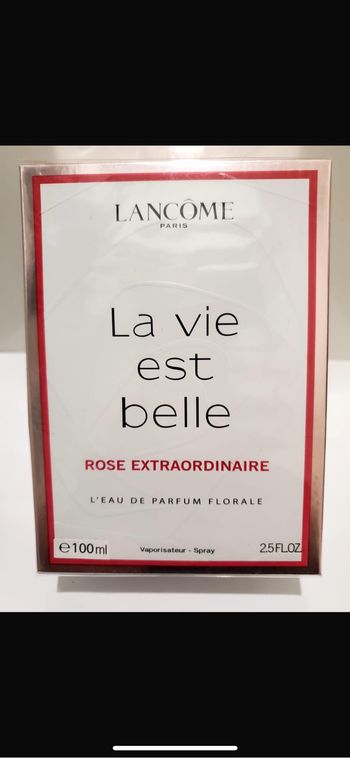 LANCÔME
PARIS
La vie
est
belle
ROSE EXTRAORDINAIRE
L'EAU DE PARFUM FLORALE
℮100ml Vaporisateur - Spray 2.5FL.OZ.